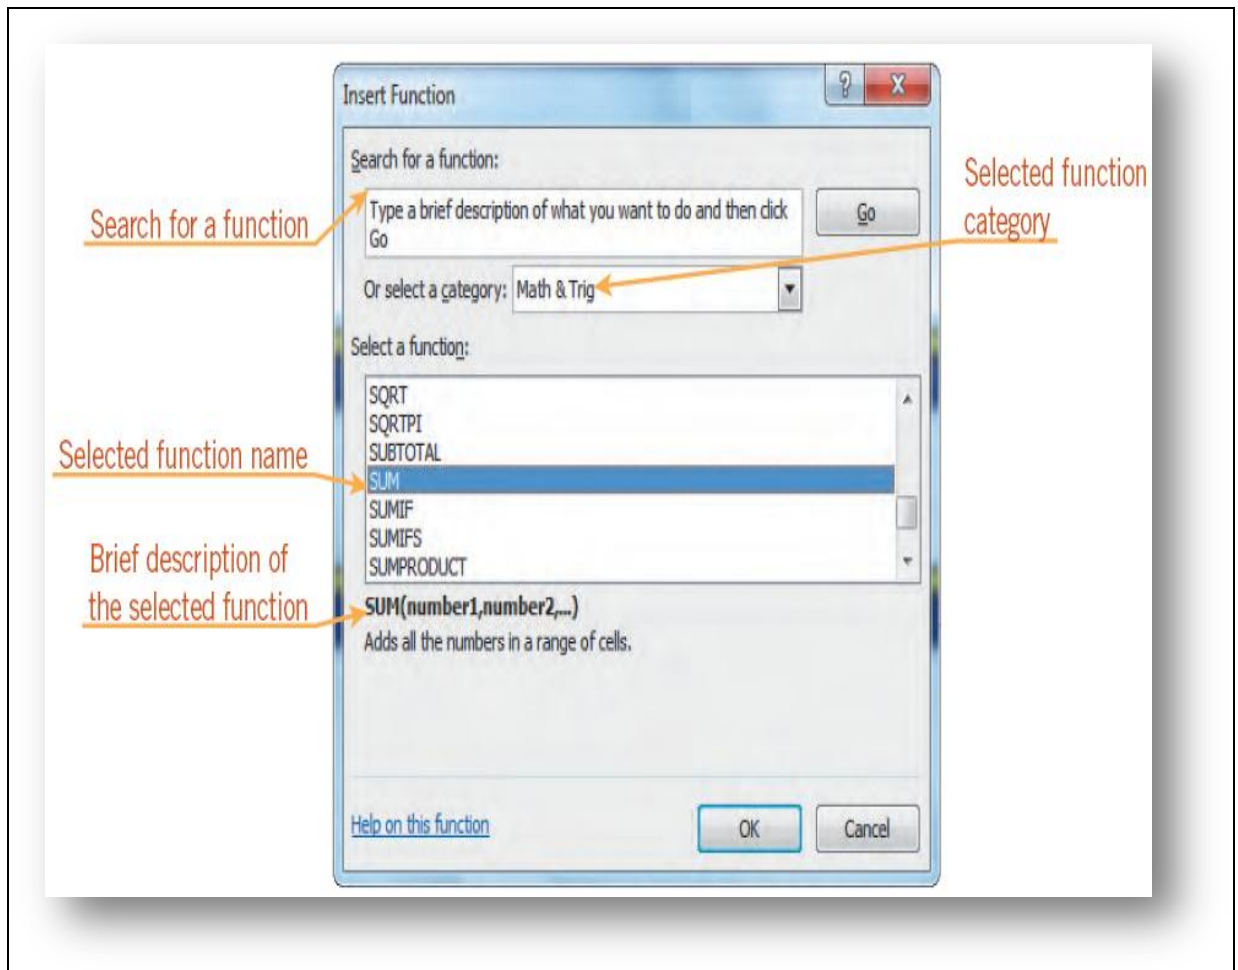 Insert Function
?
X
Search for a function:
Search for a function
Type a brief description of what you want to do and then click
Go
Go
Selected function
category
Or select a category: Math & Trig
Select a function:
SQRT
SQRTPI
SUBTOTAL
Selected function name
SUM
SUMIF
SUMIFS
SUMPRODUCT
Brief description of
the selected function
SUM(number1,number2,...)
Adds all the numbers in a range of cells.
Help on this function
OK
Cancel